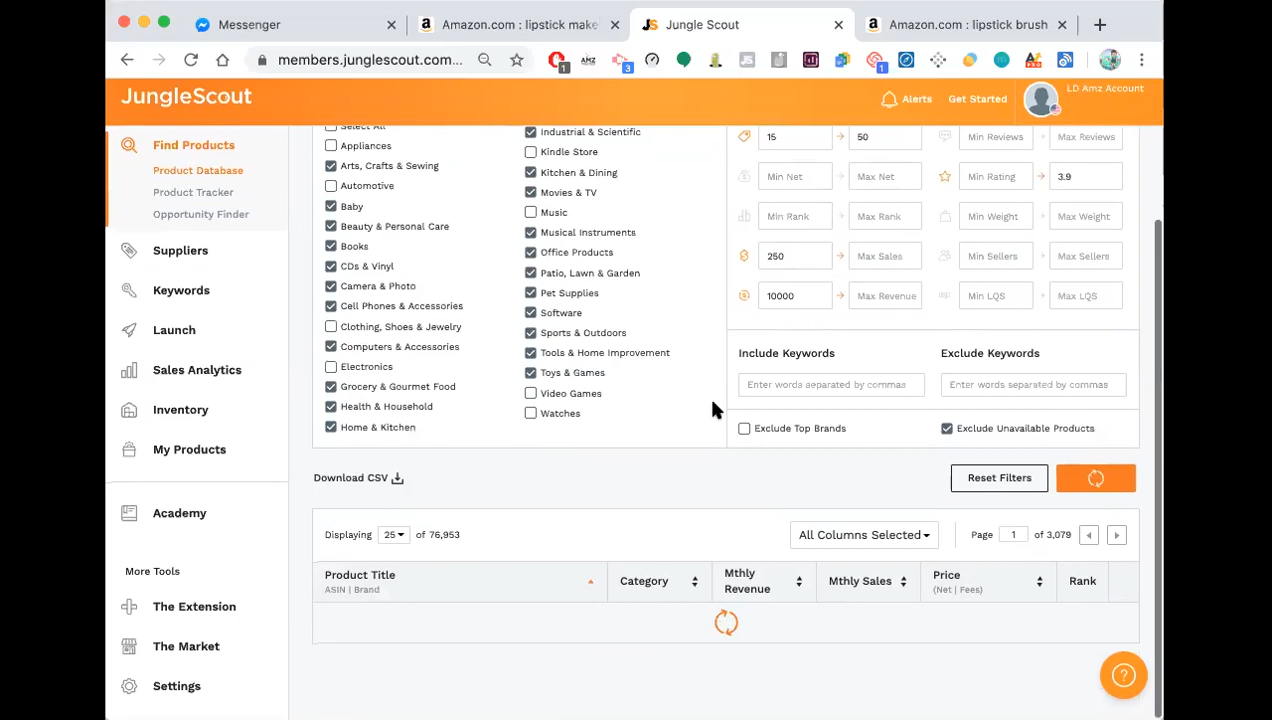 Messenger
Amazon.com : lipstick make
Jungle Scout
Amazon.com : lipstick brush
members.junglescout.com...
1
3
1
JungleScout
Alerts
Get Started
LD Amz Account
Find Products
Product Database
Product Tracker
Opportunity Finder
Suppliers
Keywords
Launch
Sales Analytics
Inventory
My Products
Academy
More Tools
The Extension
The Market
Settings
Select All
Appliances
Arts, Crafts & Sewing
Automotive
Baby
Beauty & Personal Care
Books
CDs & Vinyl
Camera & Photo
Cell Phones & Accessories
Clothing, Shoes & Jewelry
Computers & Accessories
Electronics
Grocery & Gourmet Food
Health & Household
Home & Kitchen
Industrial & Scientific
Kindle Store
Kitchen & Dining
Movies & TV
Music
Musical Instruments
Office Products
Patio, Lawn & Garden
Pet Supplies
Software
Sports & Outdoors
Tools & Home Improvement
Toys & Games
Video Games
Watches
15 50 Min Reviews Max Reviews
Min Net Max Net Min Rating 3.9
Min Rank Max Rank Min Weight Max Weight
250 Max Sales Min Sellers Max Sellers
10000 Max Revenue Min LQS Max LQS
Include Keywords Exclude Keywords
Enter words separated by commas Enter words separated by commas
Exclude Top Brands Exclude Unavailable Products
Download CSV
Reset Filters
Displaying 25 of 76,953
All Columns Selected
Page 1 of 3,079
Product Title
ASIN | Brand
Category
Mthly
Revenue
Mthly Sales
Price
(Net | Fees)
Rank
?